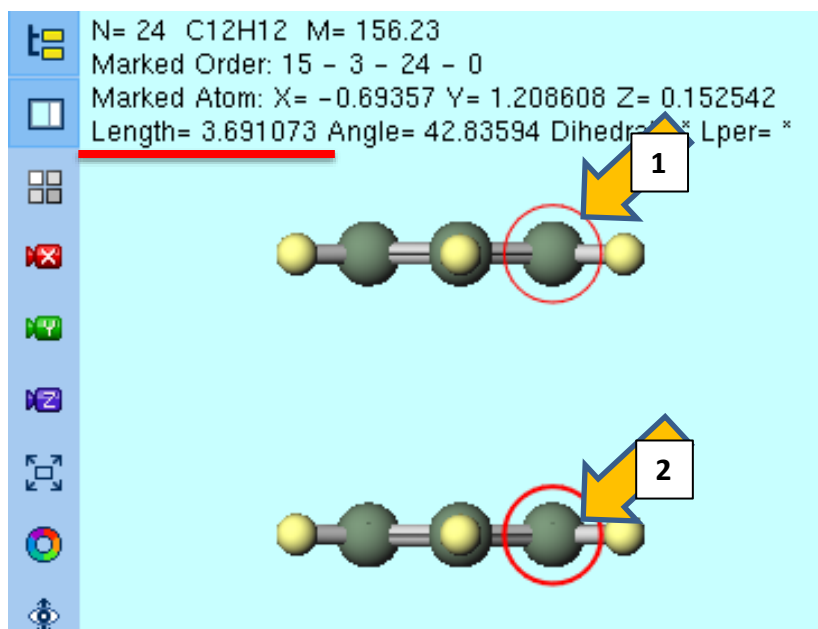 N= 24 C12H12 M= 156.23
Marked Order: 15 – 3 – 24 – 0
Marked Atom: X= –0.69357 Y= 1.208608 Z= 0.152542
Length= 3.691073 Angle= 42.83594 Dihedral= * Lper= *
1
X
Y
Z
2